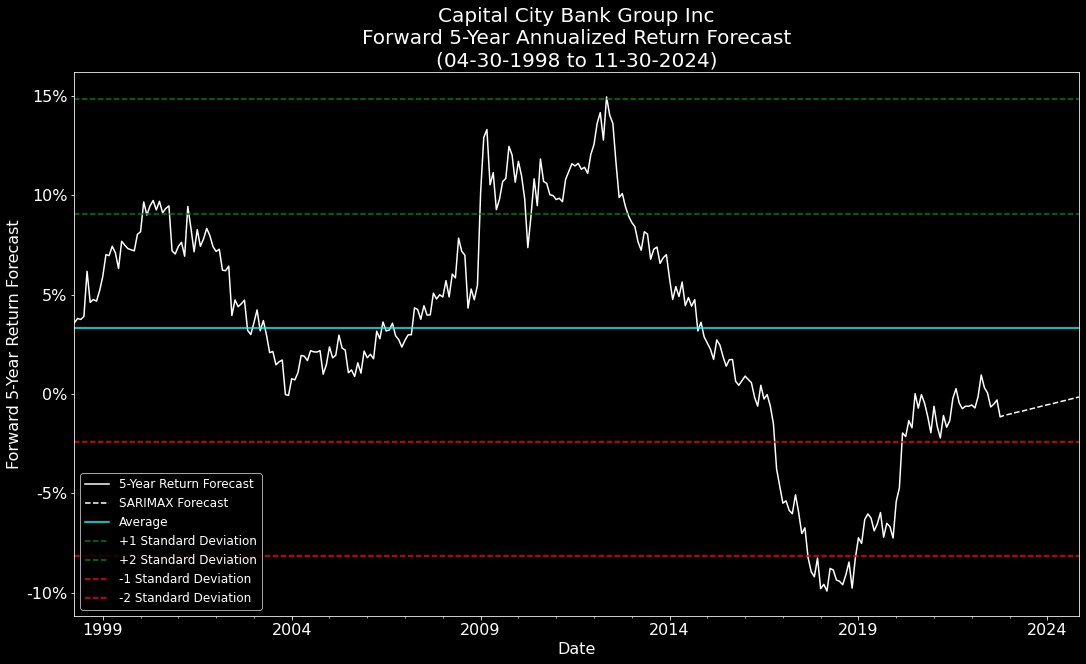 Capital City Bank Group Inc
Forward 5-Year Annualized Return Forecast
(04-30-1998 to 11-30-2024)
Forward 5-Year Return Forecast
15%
10%
5%
0%
-5%
-10%
5-Year Return Forecast
SARIMAX Forecast
Average
+1 Standard Deviation
+2 Standard Deviation
-1 Standard Deviation
-2 Standard Deviation
1999 2004 2009 2014 2019 2024
Date